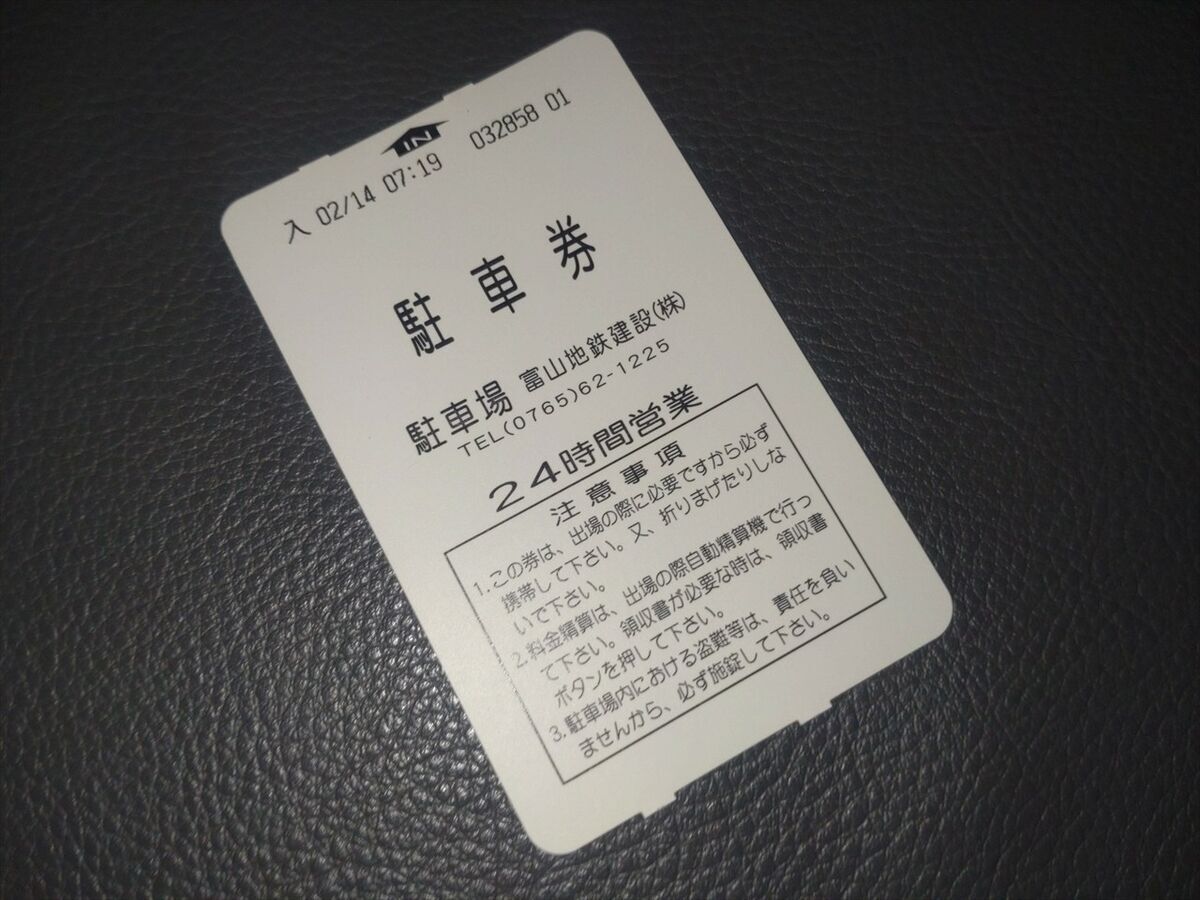 IN
入 02/14 07:19 032858 01
駐車券
駐車場 富山地鉄建設(株)
TEL(0765)62-1225
24時間営業
注意事項
1.この券は、出場の際に必要ですから必ず
携帯して下さい。又、折りまげたりしな
いで下さい。
2.料金精算は、出場の際自動精算機で行っ
て下さい。領収書が必要な時は、領収書
ボタンを押して下さい。
3.駐車場内における盗難等は、責任を負い
ませんから、必ず施錠して下さい。